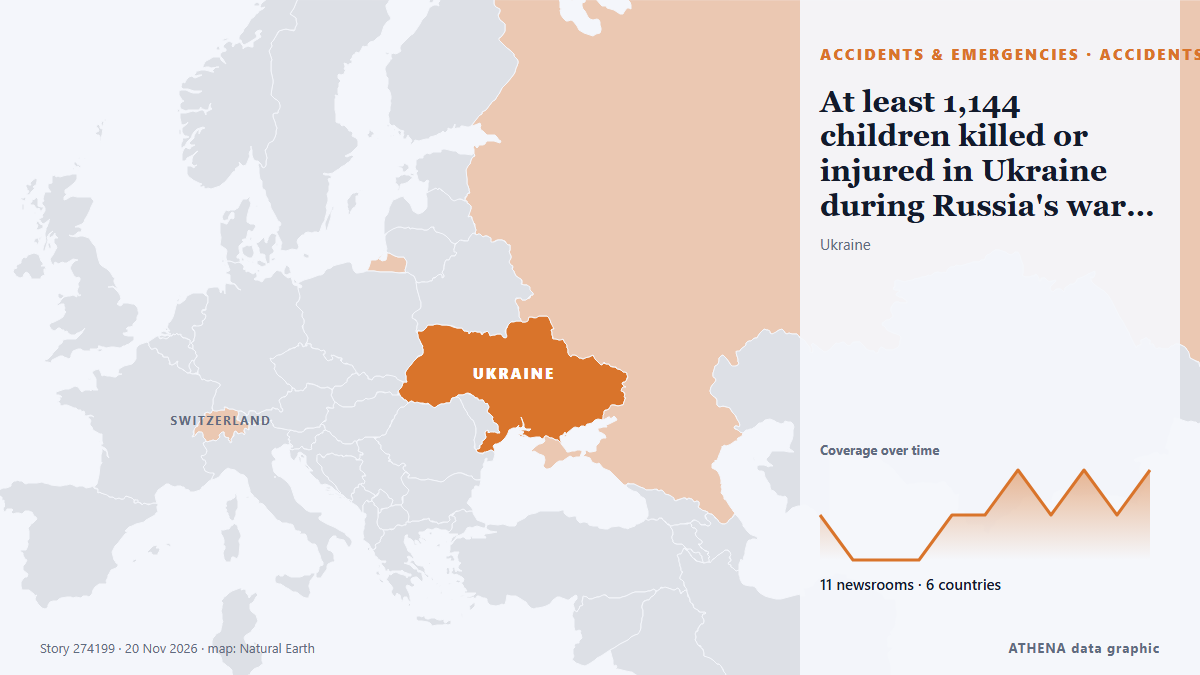 ACCIDENTS & EMERGENCIES · ACCIDENTS
At least 1,144
children killed or
injured in Ukraine
during Russia's war...
Ukraine
UKRAINE
SWITZERLAND
Coverage over time
11 newsrooms · 6 countries
Story 274199 · 20 Nov 2026 · map: Natural Earth
ATHENA data graphic